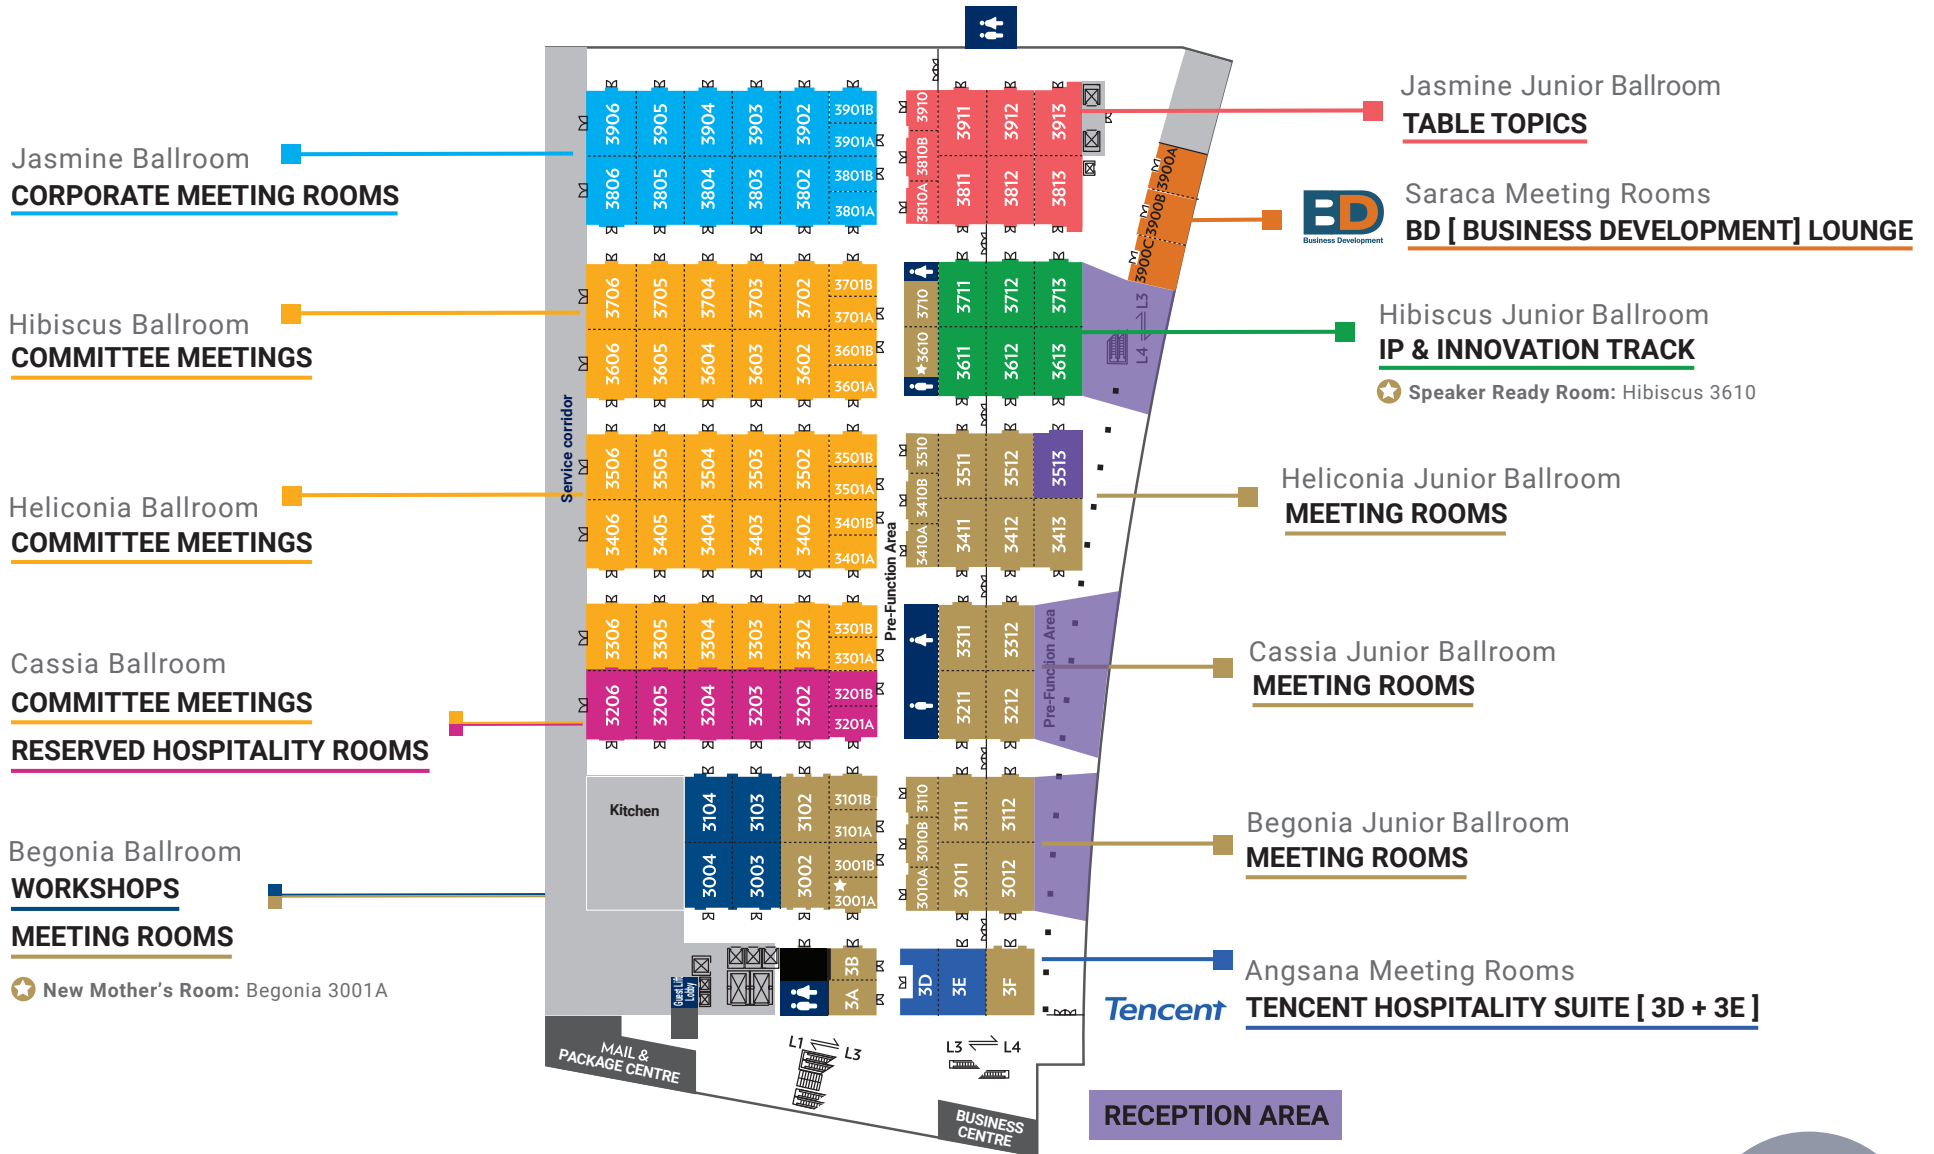 Jasmine Ballroom
CORPORATE MEETING ROOMS
Hibiscus Ballroom
COMMITTEE MEETINGS
Heliconia Ballroom
COMMITTEE MEETINGS
Cassia Ballroom
COMMITTEE MEETINGS
RESERVED HOSPITALITY ROOMS
Begonia Ballroom
WORKSHOPS
MEETING ROOMS
New Mother's Room: Begonia 3001A
Service corridor
3906 3905 3904 3903 3902 3901B
3901A
3806 3805 3804 3803 3802 3801B
3801A
3706 3705 3704 3703 3702 3701B
3701A
3606 3605 3604 3603 3602 3601B
3601A
3506 3505 3504 3503 3502 3501B
3501A
3406 3405 3404 3403 3402 3401B
3401A
3306 3305 3304 3303 3302 3301B
3301A
3206 3205 3204 3203 3202 3201B
3201A
Kitchen
3104 3103 3102 3101B
3101A
3004 3003 3002 3001B
3001A
Guest Lift
Lobby
3B
3A
MAIL &
PACKAGE CENTRE
L1 L3
Pre-Function Area
3910 3911 3912 3913
3810B
3810A 3811 3812 3813
3900A
3900B
3900C
3710 3711 3712 3713
3610 3611 3612 3613
L4 L3
3510 3511 3512 3513
3410B
3410A 3411 3412 3413
3311 3312
3211 3212
Pre-Function Area
3110 3111 3112
3010B
3010A 3011 3012
3D 3E 3F
L3 L4
BUSINESS
CENTRE
Jasmine Junior Ballroom
TABLE TOPICS
BD
Business Development
Saraca Meeting Rooms
BD [ BUSINESS DEVELOPMENT] LOUNGE
Hibiscus Junior Ballroom
IP & INNOVATION TRACK
Speaker Ready Room: Hibiscus 3610
Heliconia Junior Ballroom
MEETING ROOMS
Cassia Junior Ballroom
MEETING ROOMS
Begonia Junior Ballroom
MEETING ROOMS
Angsana Meeting Rooms
Tencent
TENCENT HOSPITALITY SUITE [ 3D + 3E ]
RECEPTION AREA